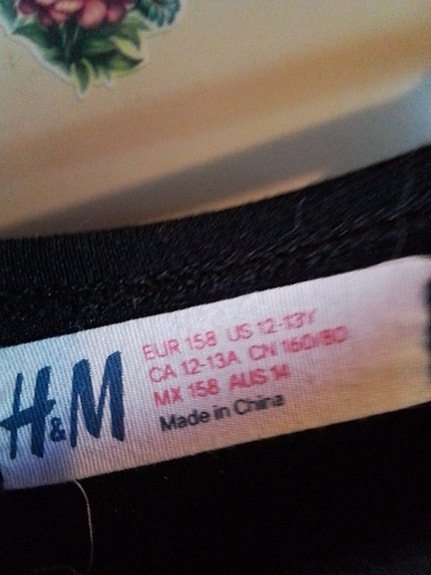 H&M
EUR 158 US 12-13Y
CA 12-13A CN 160/80
MX 158 AUS 14
Made in China